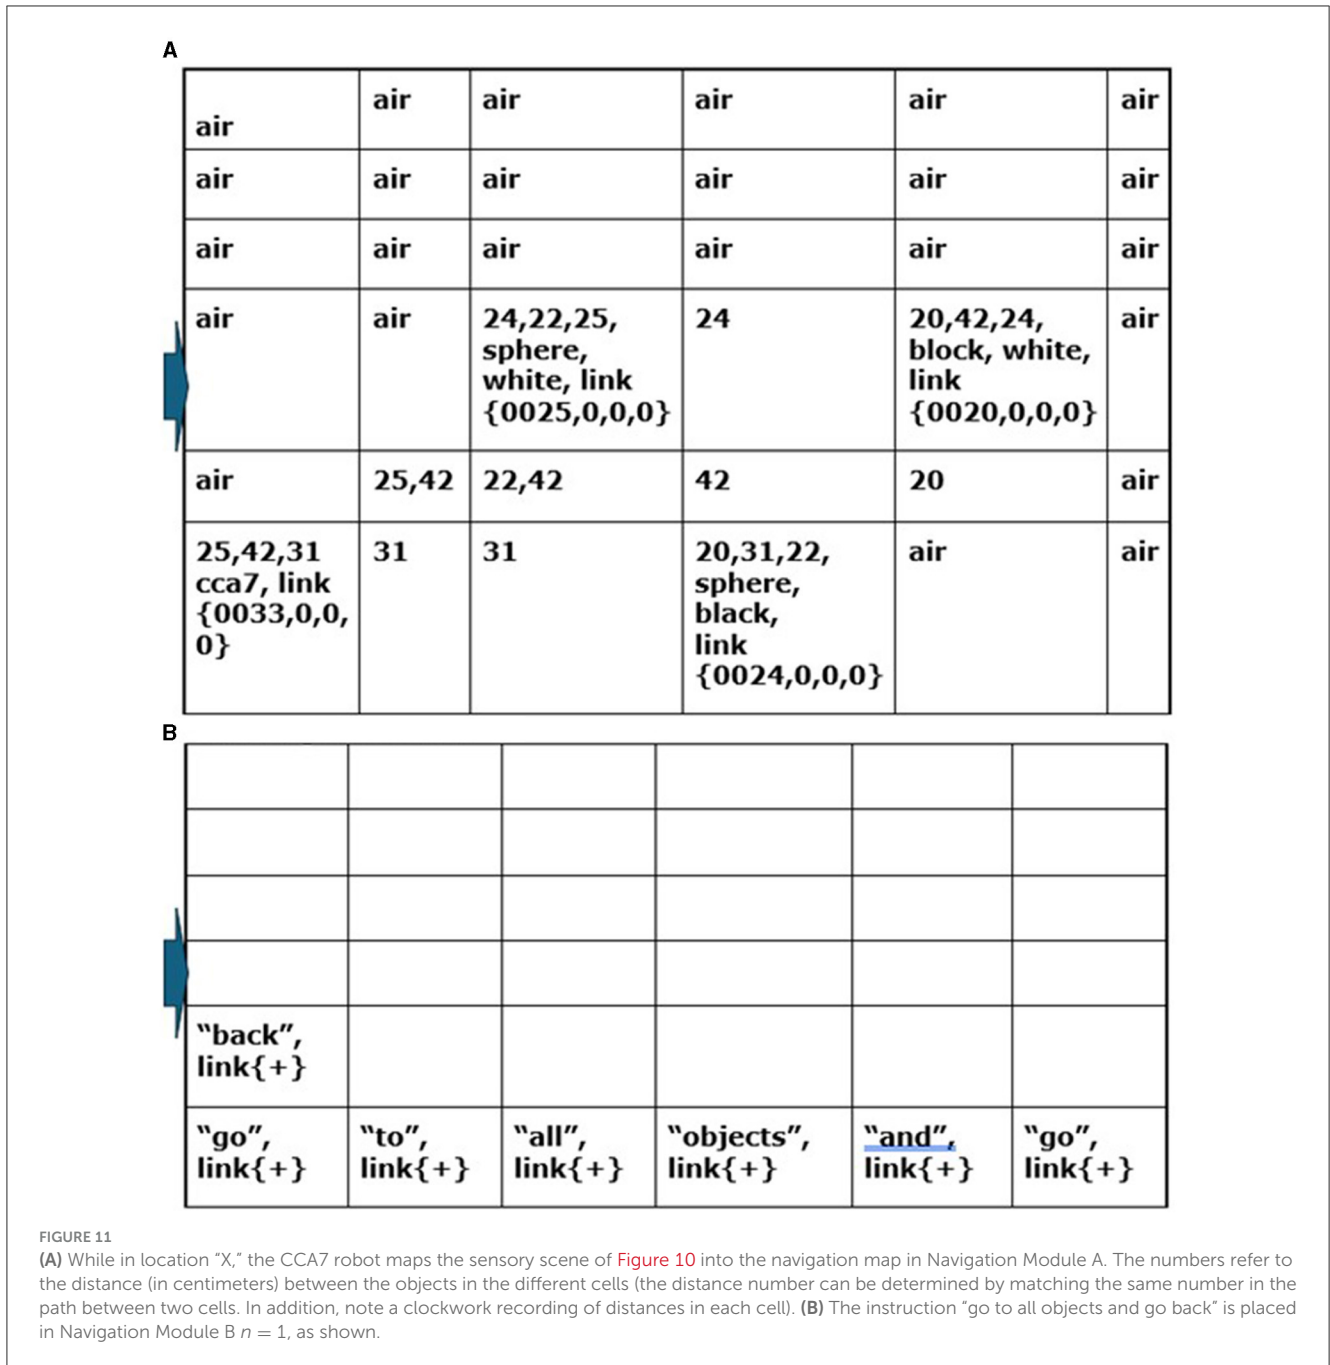 A
air air air air air air
air air air air air air
air air air air air air
air air 24,22,25, sphere, white, link {0025,0,0,0} 24 20,42,24, block, white, link {0020,0,0,0} air
air 25,42 22,42 42 20 air
25,42,31 cca7, link {0033,0,0, 0} 31 31 20,31,22, sphere, black, link {0024,0,0,0} air air
B
“back”, link{+}
“go”, link{+} “to”, link{+} “all”, link{+} “objects”, link{+} “and”, link{+} “go”, link{+}
FIGURE 11
(A) While in location “X,” the CCA7 robot maps the sensory scene of Figure 10 into the navigation map in Navigation Module A. The numbers refer to
the distance (in centimeters) between the objects in the different cells (the distance number can be determined by matching the same number in the
path between two cells. In addition, note a clockwork recording of distances in each cell). (B) The instruction “go to all objects and go back” is placed
in Navigation Module B n = 1, as shown.